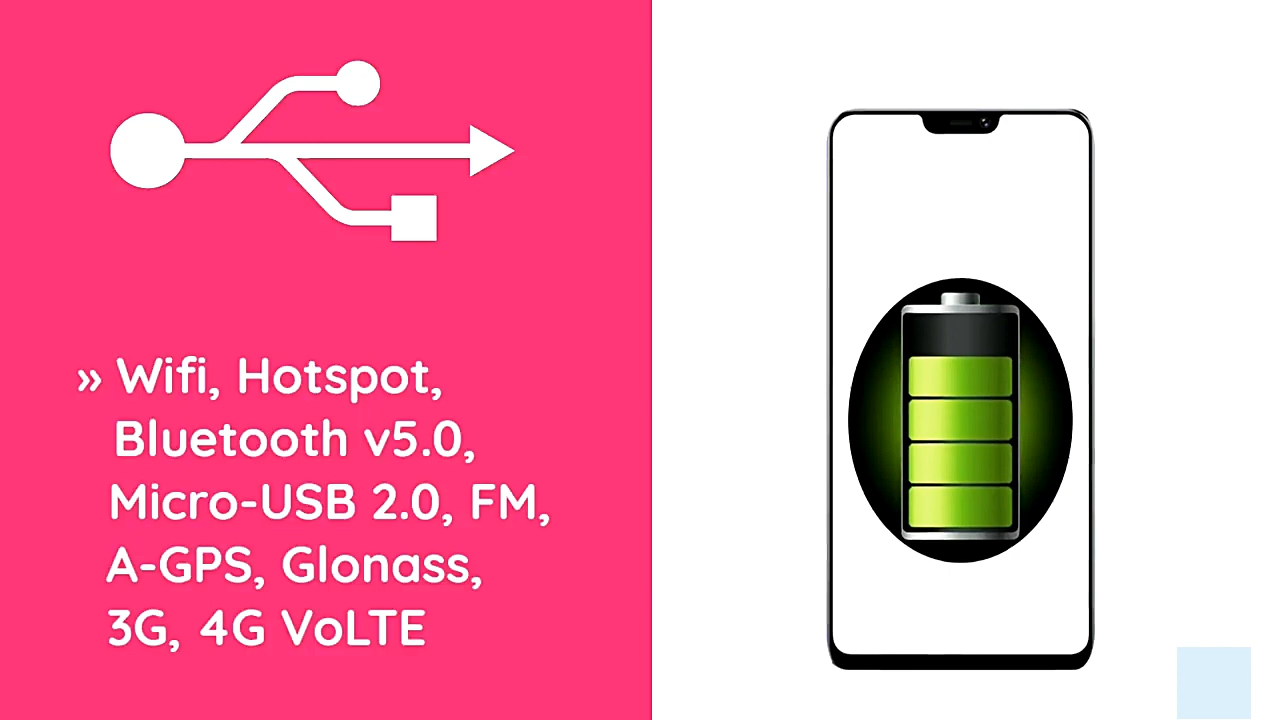 » Wifi, Hotspot,
Bluetooth v5.0,
Micro-USB 2.0, FM,
A-GPS, Glonass,
3G, 4G VoLTE